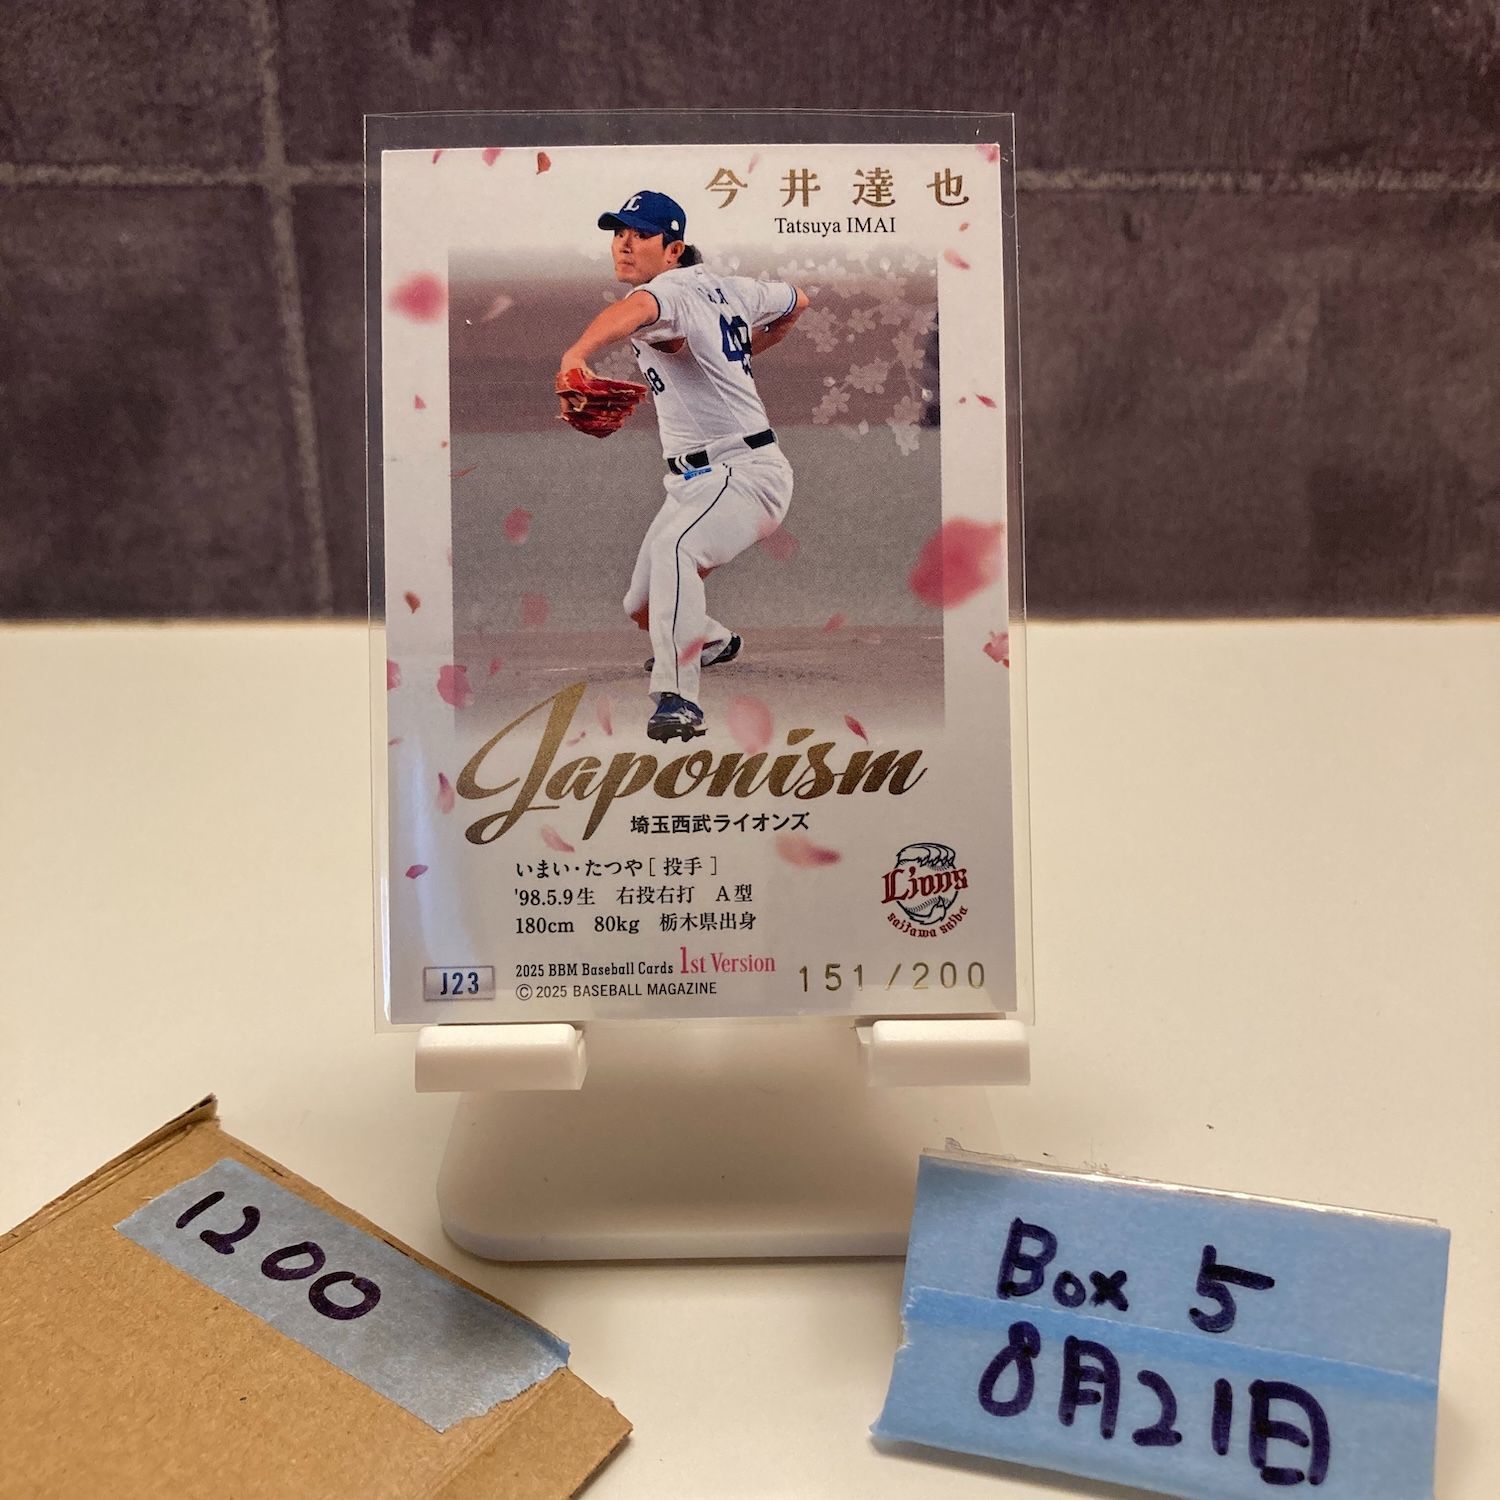 今井達也
Tatsuya IMAI
L
48
Japonism
埼玉西武ライオンズ
いまい・たつや［投手］
'98.5.9生 右投右打 A型
180cm 80kg 栃木県出身
Lions
saitama seibu
J23
2025 BBM Baseball Cards 1st Version
© 2025 BASEBALL MAGAZINE
151/200
1200
Box 5
8月21日